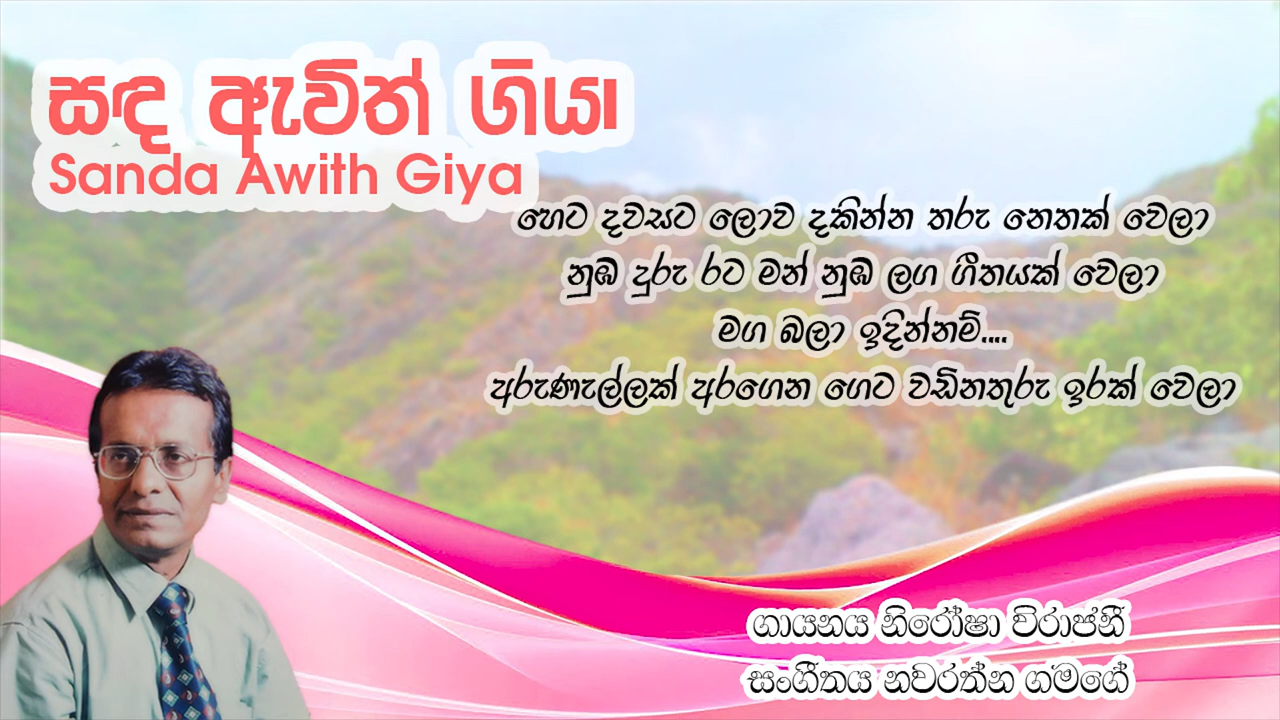 සඳ ඇවිත් ගියා
Sanda Awith Giya
හෙට දවසට ලොව දකින්න තරු නෙතක් වෙලා
නුඹ දුරු රට මන් නුඹ ලග ගීතයක් වෙලා
මග බලා ඉදින්නම්....
අරුණැල්ලක් අරගෙන ගෙට වඩිනතුරු ඉරක් වෙලා
ගායනය නිරෝෂා විරාජනී
සංගීතය නවරත්න ගමගේ